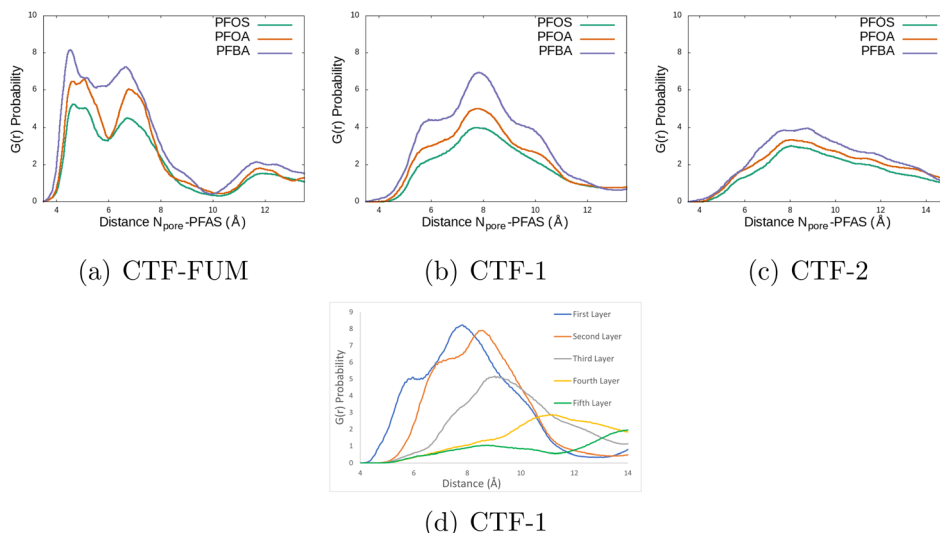 10
8
6
4
2
0
G(r) Probability
PFOS
PFOA
PFBA
4 6 8 10 12
Distance Npore-PFAS (Å)
(a) CTF-FUM
10
8
6
4
2
0
G(r) Probability
PFOS
PFOA
PFBA
4 6 8 10 12
Distance Npore-PFAS (Å)
(b) CTF-1
10
8
6
4
2
0
G(r) Probability
PFOS
PFOA
PFBA
4 6 8 10 12 14
Distance Npore-PFAS (Å)
(c) CTF-2
9
8
7
6
5
4
3
2
1
0
G(r) Probability
First Layer
Second Layer
Third Layer
Fourth Layer
Fifth Layer
4 6 8 10 12 14
Distance (Å)
(d) CTF-1